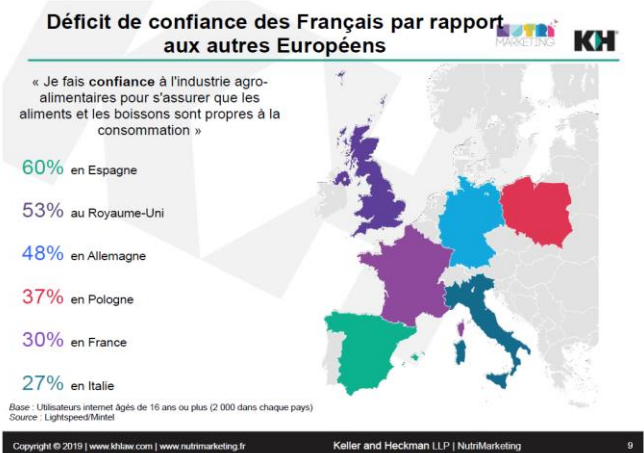 Déficit de confiance des Français par rapport
aux autres Européens
NUTRI
MARKETING
KH
« Je fais confiance à l'industrie agro-
alimentaires pour s'assurer que les
aliments et les boissons sont propres à la
consommation »
60% en Espagne
53% au Royaume-Uni
48% en Allemagne
37% en Pologne
30% en France
27% en Italie
Base : Utilisateurs internet âgés de 16 ans ou plus (2 000 dans chaque pays)
Source : Lightspeed/Mintel
Copyright © 2019 | www.khlaw.com | www.nutrimarketing.fr Keller and Heckman LLP | NutriMarketing 9